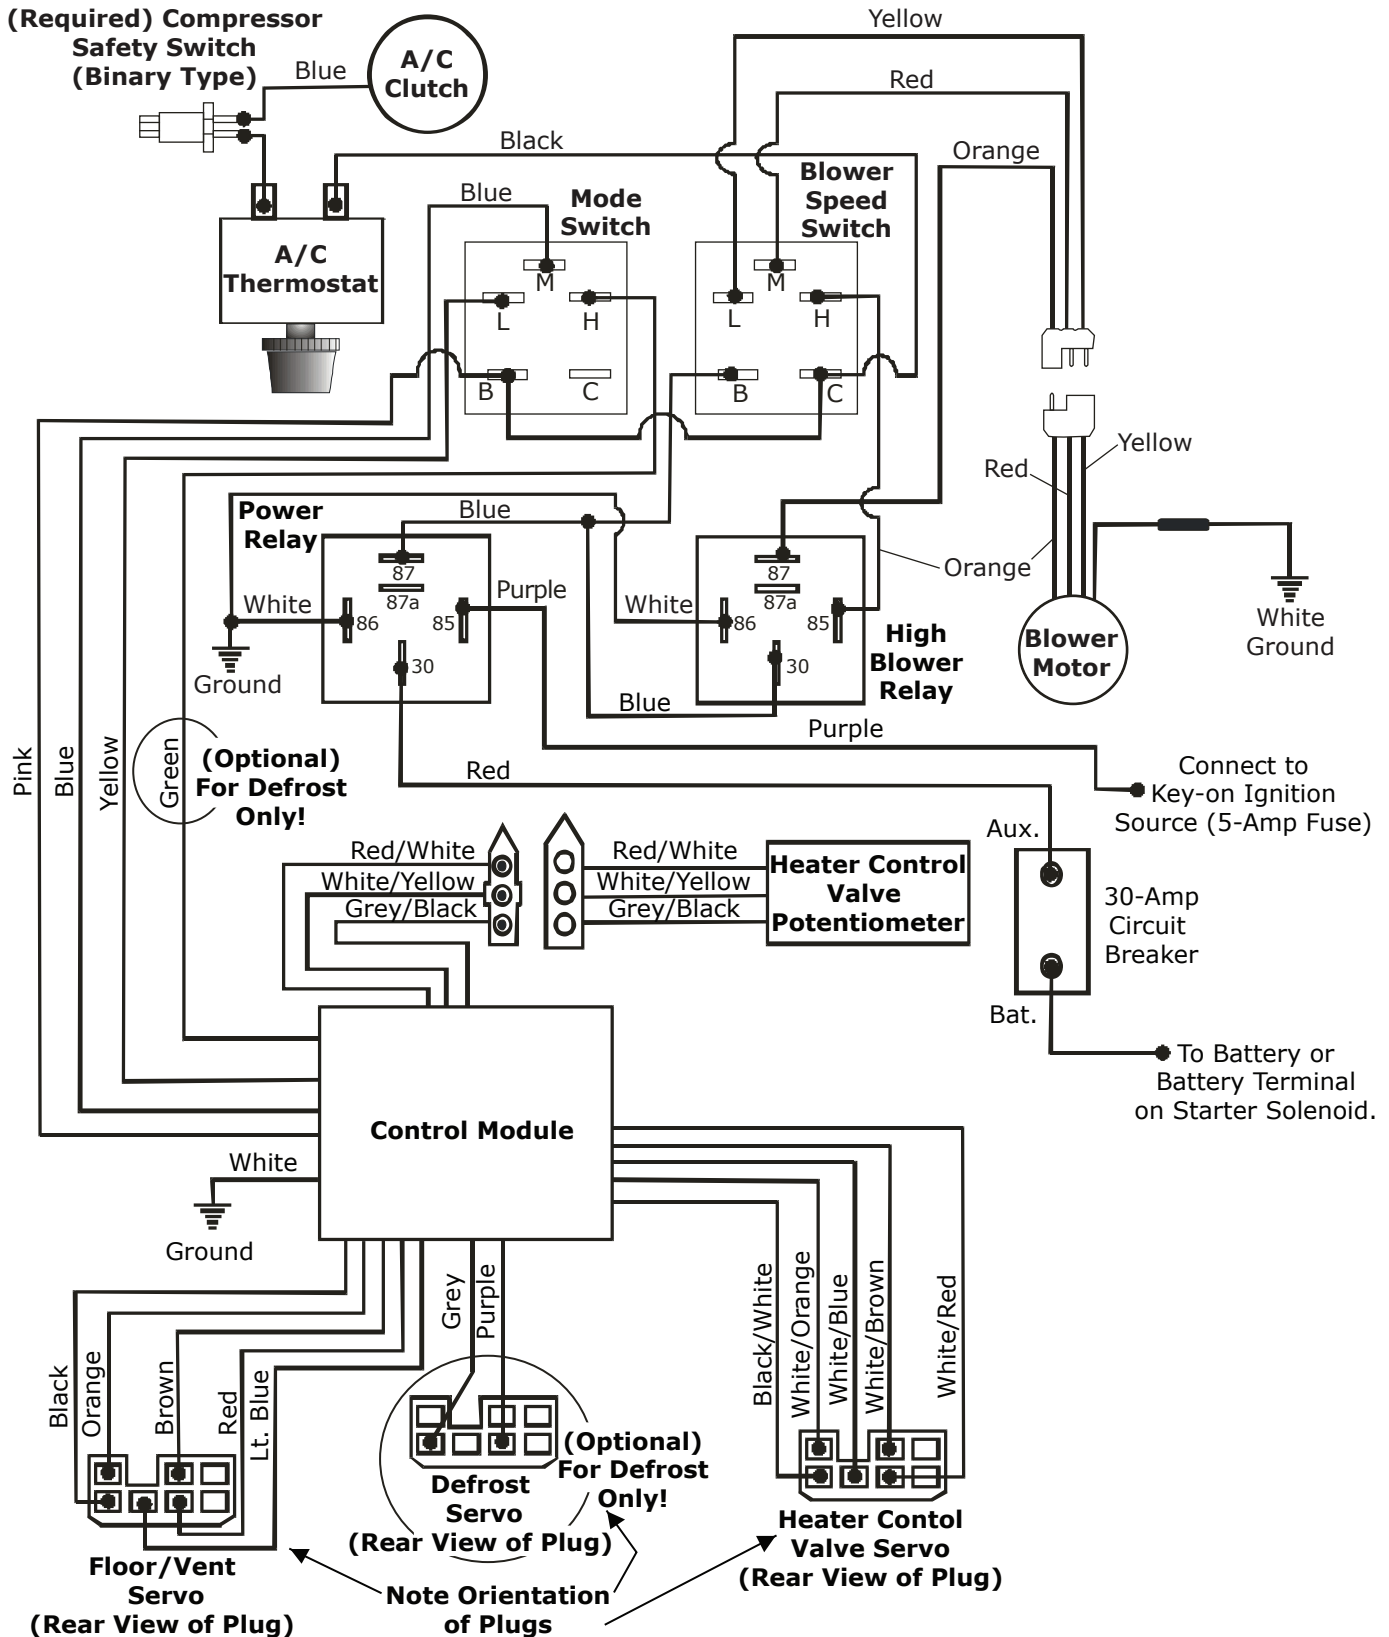 (Required) Compressor
Safety Switch
(Binary Type)
Blue
A/C
Clutch
Yellow
Red
Black
Orange
Blue
Mode
Switch
Blower
Speed
Switch
A/C
Thermostat
M
L
H
B
C
M
L
H
B
C
Yellow
Red
Orange
Power
Relay
Blue
87
87a
86
85
30
White
Purple
Ground
White
87
87a
86
85
30
High
Blower
Relay
Blue
Blower
Motor
White
Ground
Purple
Pink
Blue
Yellow
Green
(Optional)
For Defrost
Only!
Red
Connect to
Key-on Ignition
Source (5-Amp Fuse)
Aux.
Red/White
White/Yellow
Grey/Black
Red/White
White/Yellow
Grey/Black
Heater Control
Valve
Potentiometer
30-Amp
Circuit
Breaker
Bat.
To Battery or
Battery Terminal
on Starter Solenoid.
Control Module
White
Ground
Black
Orange
Brown
Red
Lt. Blue
Grey
Purple
Black/White
White/Orange
White/Blue
White/Brown
White/Red
Floor/Vent
Servo
(Rear View of Plug)
Defrost
Servo
(Rear View of Plug)
(Optional)
For Defrost
Only!
Heater Contol
Valve Servo
(Rear View of Plug)
Note Orientation
of Plugs